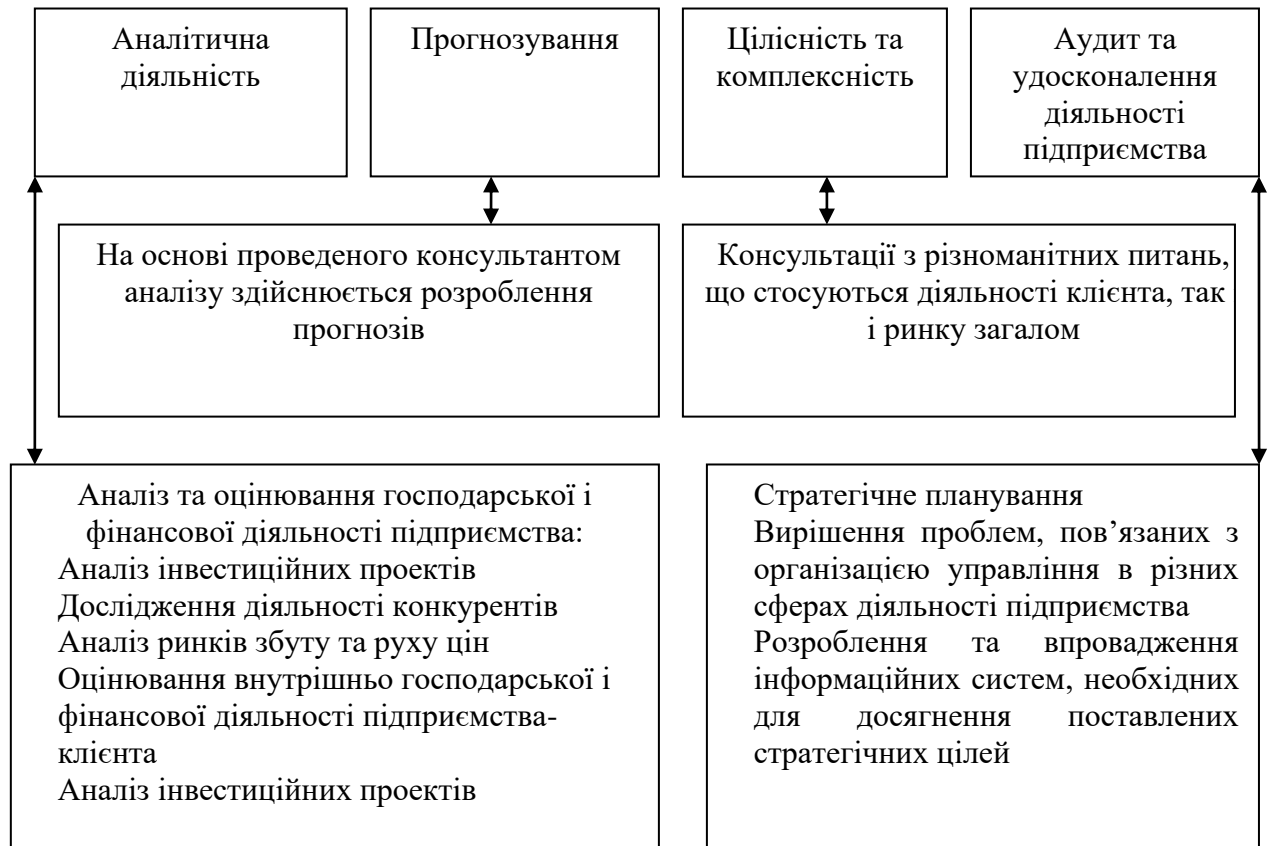 Аналітична
діяльність
Прогнозування
Цілісність та
комплексність
Аудит та
удосконалення
діяльності
підприємства
На основі проведеного консультантом
аналізу здійснюється розроблення
прогнозів
Консультації з різноманітних питань,
що стосуються діяльності клієнта, так
і ринку загалом
Аналіз та оцінювання господарської і
фінансової діяльності підприємства:
Аналіз інвестиційних проектів
Дослідження діяльності конкурентів
Аналіз ринків збуту та руху цін
Оцінювання внутрішньо господарської і
фінансової діяльності підприємства-
клієнта
Аналіз інвестиційних проектів
Стратегічне планування
Вирішення проблем, пов’язаних з
організацією управління в різних
сферах діяльності підприємства
Розроблення та впровадження
інформаційних систем, необхідних
для досягнення поставлених
стратегічних цілей